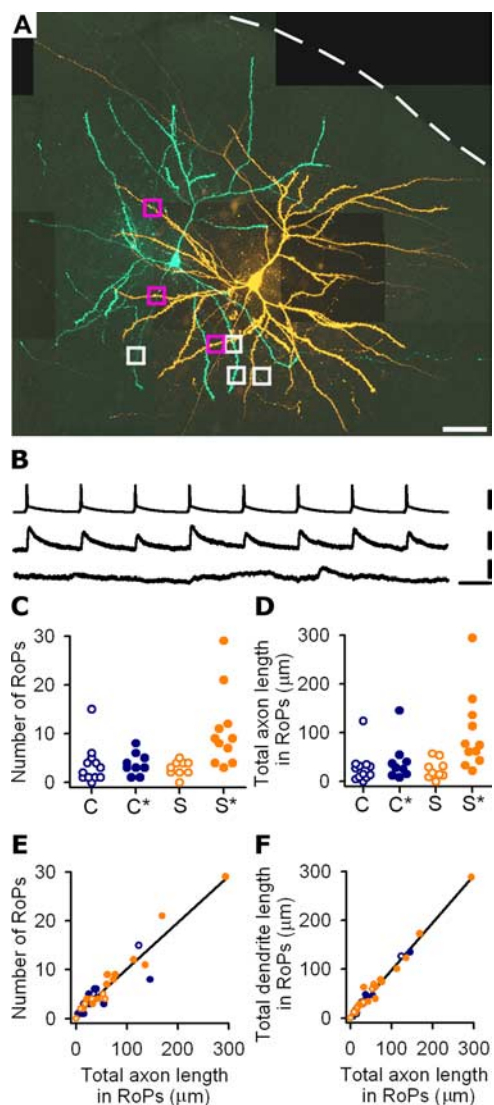 A
B
C
Number of RoPs
30
20
10
0
C C* S S*
D
Total axon length
in RoPs (μm)
300
200
100
0
C C* S S*
E
Number of RoPs
30
20
10
0
0 100 200 300
Total axon length
in RoPs (μm)
F
Total dendrite length
in RoPs (μm)
300
200
100
0
0 100 200 300
Total axon length
in RoPs (μm)